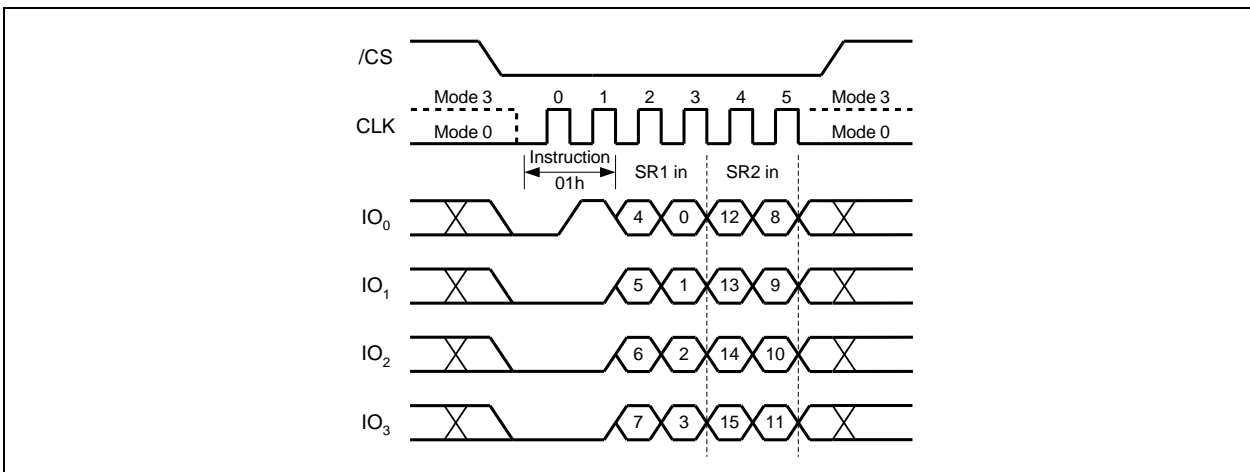 /CS
Mode 3 0 1 2 3 4 5 Mode 3
CLK
Mode 0 Mode 0
Instruction
SR1 in SR2 in
01h
IO0 4 0 12 8
IO1 5 1 13 9
IO2 6 2 14 10
IO3 7 3 15 11